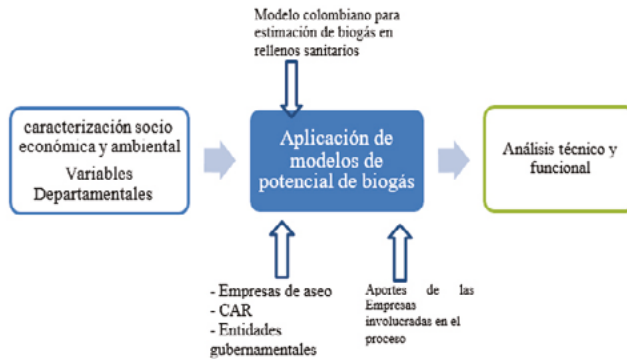 Modelo colombiano para
estimación de biogás en
rellenos sanitarios
caracterización socio
económica y ambiental
Variables
Departamentales
Aplicación de
modelos de
potencial de biogás
Análisis técnico y
funcional
- Empresas de aseo
- CAR
- Entidades
gubernamentales
Aportes de las
Empresas
involucradas en el
proceso